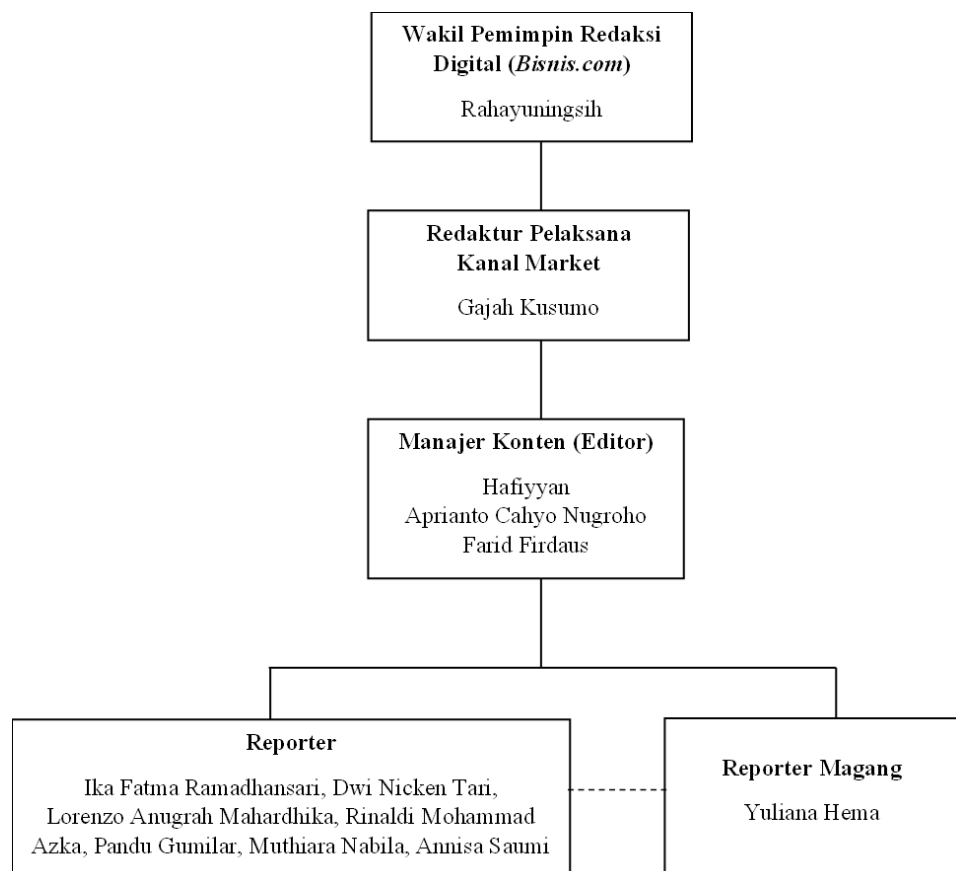 Wakil Pemimpin Redaksi
Digital (Bisnis.com)
Rahayuningsih
Redaktur Pelaksana
Kanal Market
Gajah Kusumo
Manajer Konten (Editor)
Hafiyyan
Aprianto Cahyo Nugroho
Farid Firdaus
Reporter
Ika Fatma Ramadhansari, Dwi Nicken Tari,
Lorenzo Anugrah Mahardhika, Rinaldi Mohammad
Azka, Pandu Gumilar, Muthiara Nabila, Annisa Saumi
Reporter Magang
Yuliana Hema